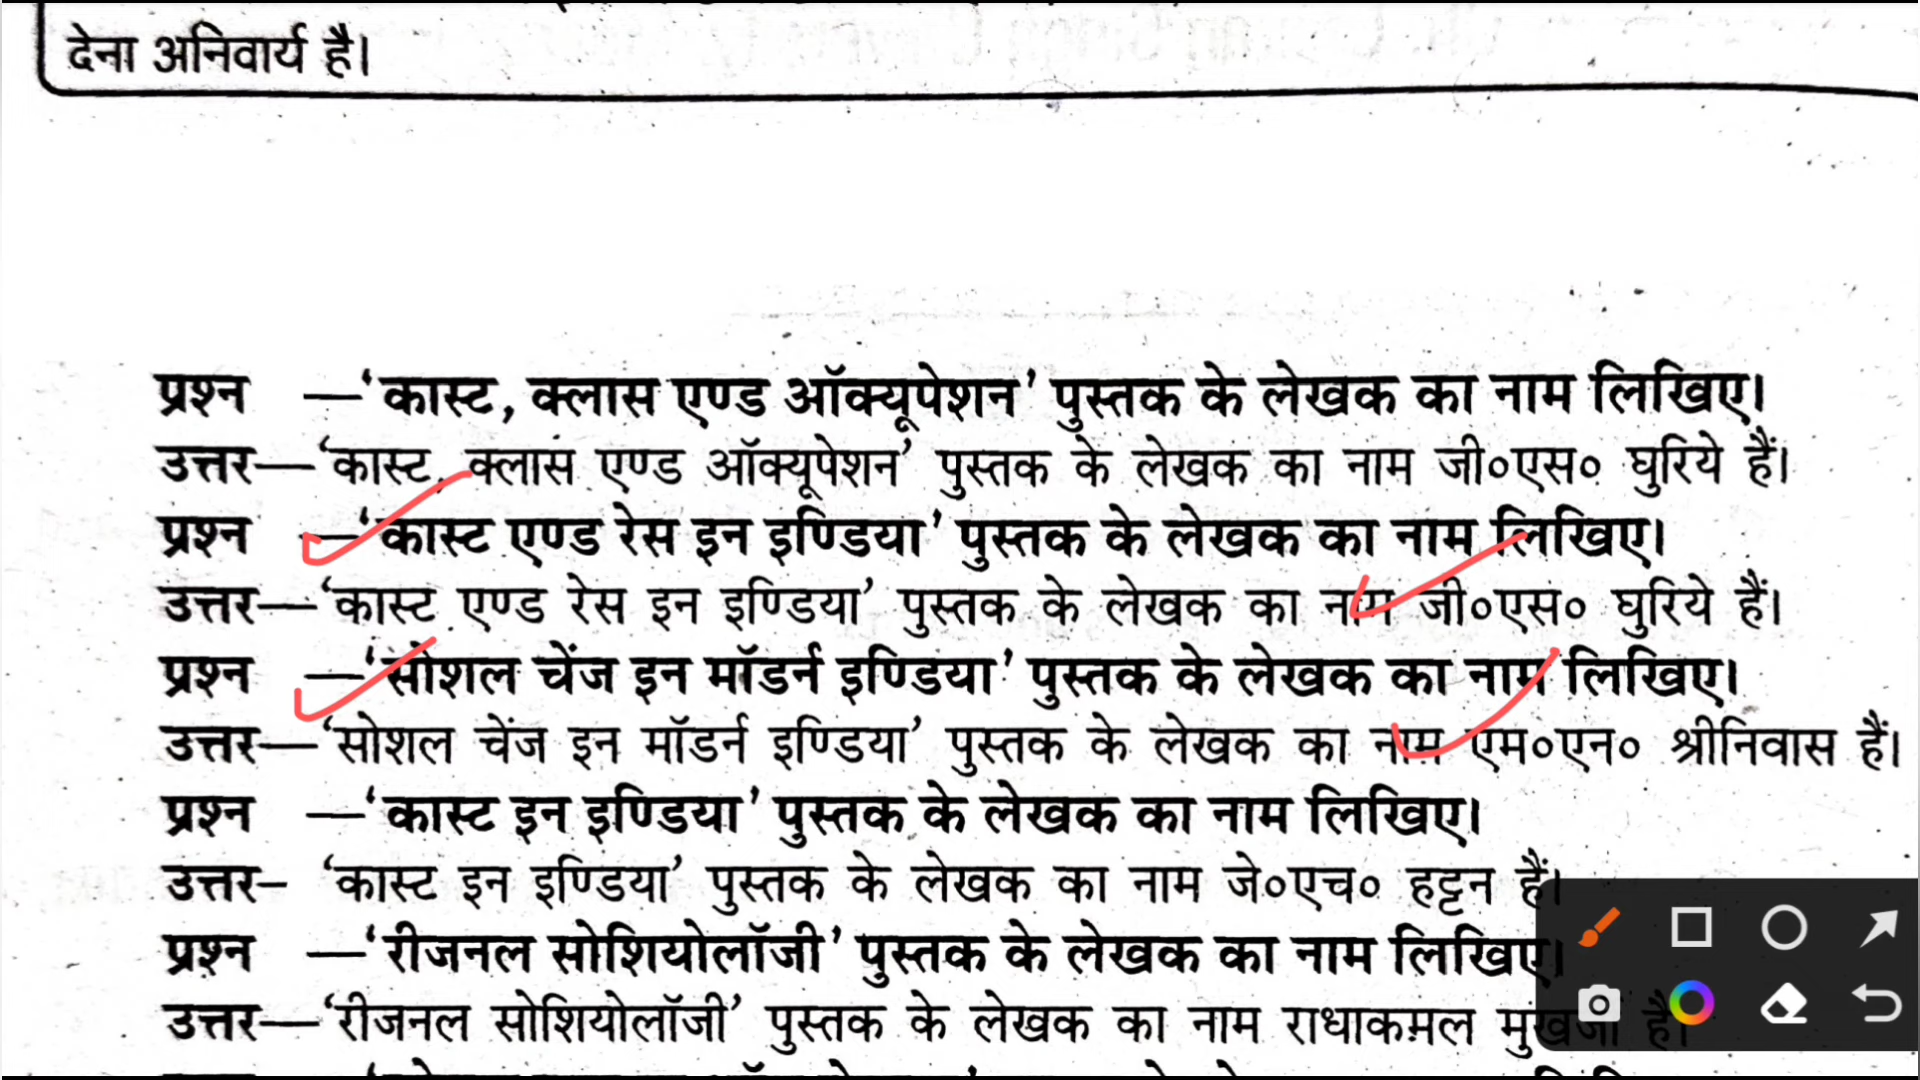 देना अनिवार्य है।
प्रश्न —‘कास्ट, क्लास एण्ड ऑक्यूपेशन’ पुस्तक के लेखक का नाम लिखिए।
उत्तर—‘कास्ट, क्लास एण्ड ऑक्यूपेशन’ पुस्तक के लेखक का नाम जी०एस० घुरिये हैं।
प्रश्न —‘कास्ट एण्ड रेस इन इण्डिया’ पुस्तक के लेखक का नाम लिखिए।
उत्तर—‘कास्ट एण्ड रेस इन इण्डिया’ पुस्तक के लेखक का नाम जी०एस० घुरिये हैं।
प्रश्न —‘सोशल चेंज इन मॉडर्न इण्डिया’ पुस्तक के लेखक का नाम लिखिए।
उत्तर—‘सोशल चेंज इन मॉडर्न इण्डिया’ पुस्तक के लेखक का नाम एम०एन० श्रीनिवास हैं।
प्रश्न —‘कास्ट इन इण्डिया’ पुस्तक के लेखक का नाम लिखिए।
उत्तर– ‘कास्ट इन इण्डिया’ पुस्तक के लेखक का नाम जे०एच० हट्टन हैं।
प्रश्न —‘रीजनल सोशियोलॉजी’ पुस्तक के लेखक का नाम लिखिए।
उत्तर—‘रीजनल सोशियोलॉजी’ पुस्तक के लेखक का नाम राधाकमल मुखर्जी हैं।